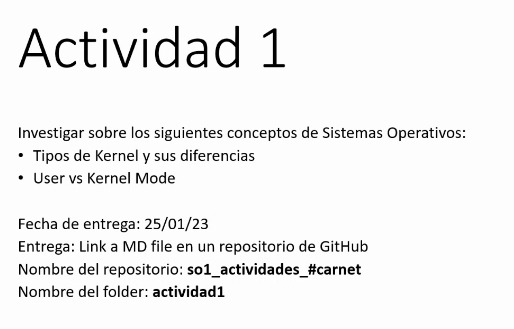 Actividad 1
Investigar sobre los siguientes conceptos de Sistemas Operativos:
• Tipos de Kernel y sus diferencias
• User vs Kernel Mode
Fecha de entrega: 25/01/23
Entrega: Link a MD file en un repositorio de GitHub
Nombre del repositorio: so1_actividades_#carnet
Nombre del folder: actividad1